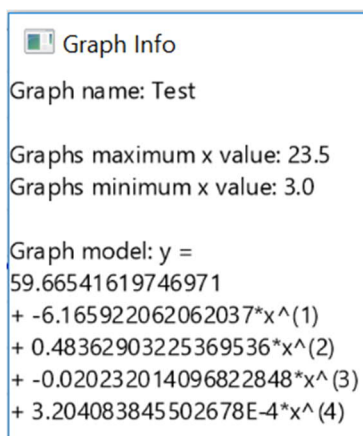 Graph Info
Graph name: Test
Graphs maximum x value: 23.5
Graphs minimum x value: 3.0
Graph model: y =
59.66541619746971
+ -6.165922062062037*x^(1)
+ 0.48362903225369536*x^(2)
+ -0.020232014096822848*x^(3)
+ 3.204083845502678E-4*x^(4)